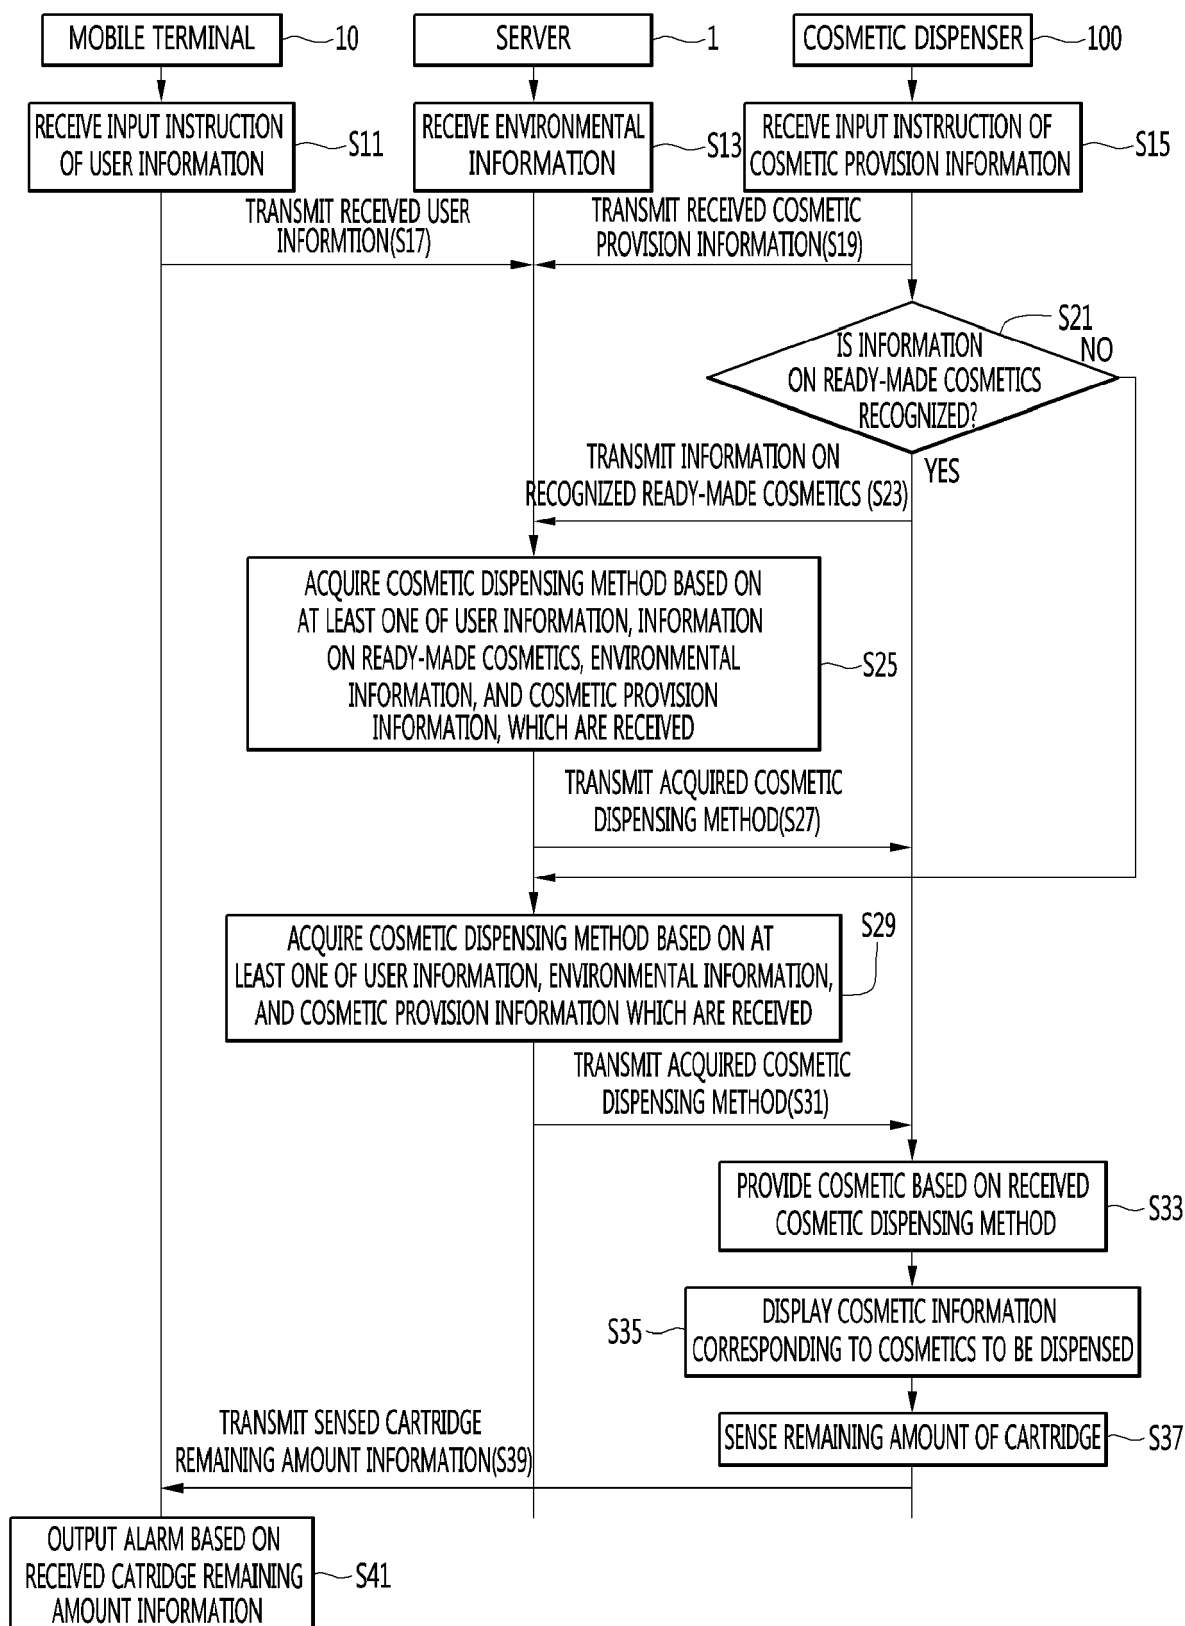 MOBILE TERMINAL
10
SERVER
1
COSMETIC DISPENSER
100
RECEIVE INPUT INSTRUCTION
OF USER INFORMATION
S11
RECEIVE ENVIRONMENTAL
INFORMATION
S13
RECEIVE INPUT INSTRRUCTION OF
COSMETIC PROVISION INFORMATION
S15
TRANSMIT RECEIVED USER
INFORMTION(S17)
TRANSMIT RECEIVED COSMETIC
PROVISION INFORMATION(S19)
S21
IS INFORMATION
ON READY-MADE COSMETICS
RECOGNIZED?
NO
YES
TRANSMIT INFORMATION ON
RECOGNIZED READY-MADE COSMETICS (S23)
ACQUIRE COSMETIC DISPENSING METHOD BASED ON
AT LEAST ONE OF USER INFORMATION, INFORMATION
ON READY-MADE COSMETICS, ENVIRONMENTAL
INFORMATION, AND COSMETIC PROVISION
INFORMATION, WHICH ARE RECEIVED
S25
TRANSMIT ACQUIRED COSMETIC
DISPENSING METHOD(S27)
ACQUIRE COSMETIC DISPENSING METHOD BASED ON AT
LEAST ONE OF USER INFORMATION, ENVIRONMENTAL INFORMATION,
AND COSMETIC PROVISION INFORMATION WHICH ARE RECEIVED
S29
TRANSMIT ACQUIRED COSMETIC
DISPENSING METHOD(S31)
PROVIDE COSMETIC BASED ON RECEIVED
COSMETIC DISPENSING METHOD
S33
DISPLAY COSMETIC INFORMATION
CORRESPONDING TO COSMETICS TO BE DISPENSED
S35
SENSE REMAINING AMOUNT OF CARTRIDGE
S37
TRANSMIT SENSED CARTRIDGE
REMAINING AMOUNT INFORMATION(S39)
OUTPUT ALARM BASED ON
RECEIVED CATRIDGE REMAINING
AMOUNT INFORMATION
S41